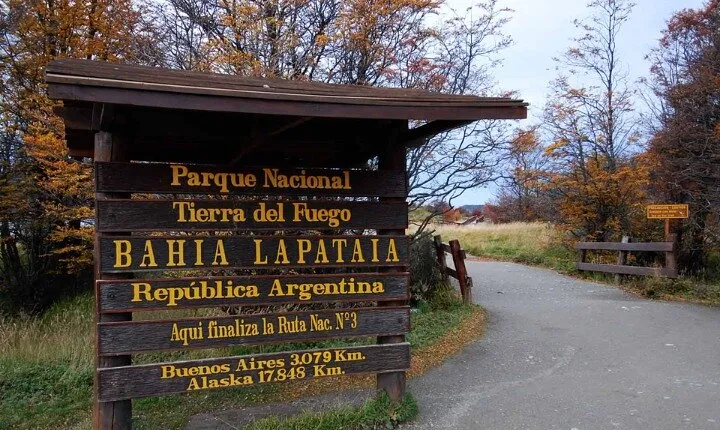 Parque Nacional
Tierra del Fuego
BAHIA LAPATAIA
República Argentina
Aqui finaliza la Ruta Nac. Nº3
Buenos Aires 3.079 Km.
Alaska 17.848 Km.